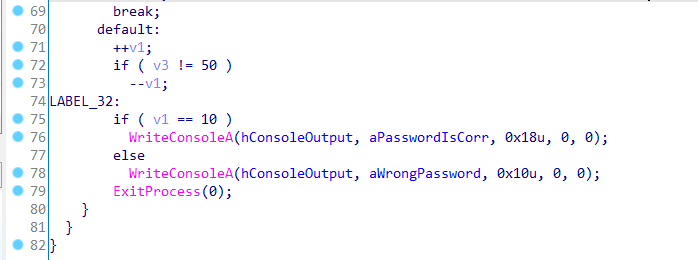 69 break;
70 default:
71 ++v1;
72 if ( v3 != 50 )
73 --v1;
74 LABEL_32:
75 if ( v1 == 10 )
76 WriteConsoleA(hConsoleOutput, aPasswordIsCorr, 0x18u, 0, 0);
77 else
78 WriteConsoleA(hConsoleOutput, aWrongPassword, 0x10u, 0, 0);
79 ExitProcess(0);
80 }
81 }
82 }